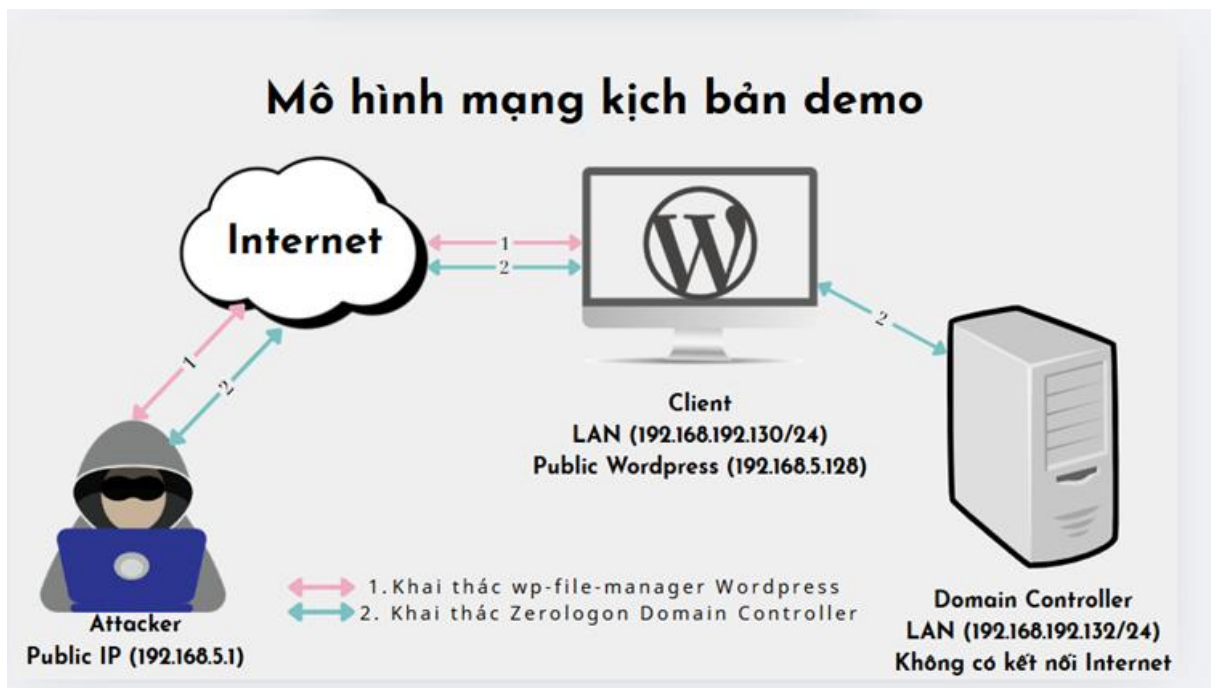 Mô hình mạng kịch bản demo
Internet
1
2
1
2
2
Client
LAN (192.168.192.130/24)
Public Wordpress (192.168.5.128)
1. Khai thác wp-file-manager Wordpress
2. Khai thác Zerologon Domain Controller
Attacker
Public IP (192.168.5.1)
Domain Controller
LAN (192.168.192.132/24)
Không có kết nối Internet